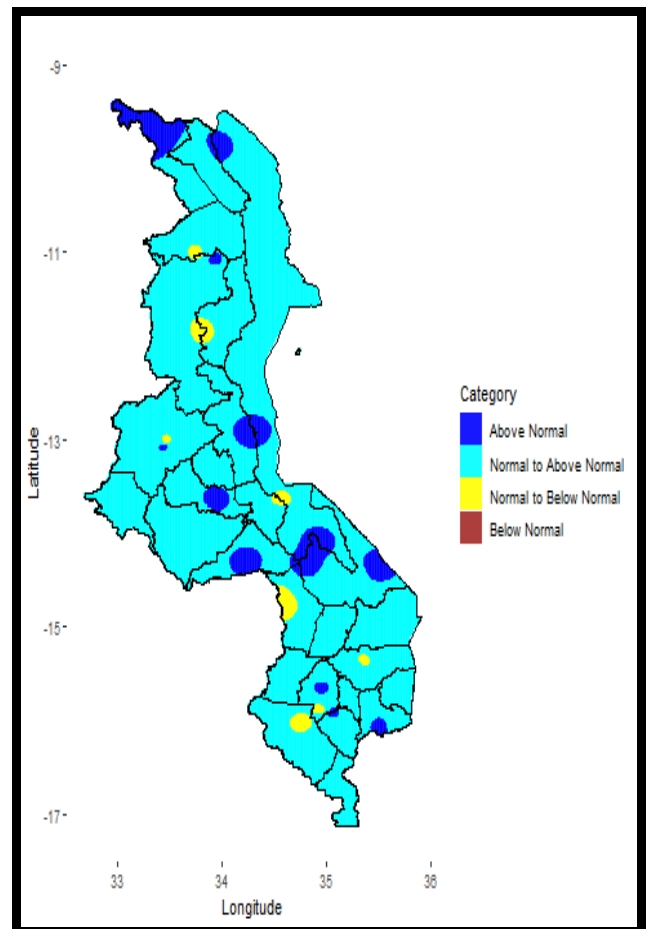 -9
-11
-13
-15
-17
Latitude
33
34
35
36
Longitude
Category
Above Normal
Normal to Above Normal
Normal to Below Normal
Below Normal